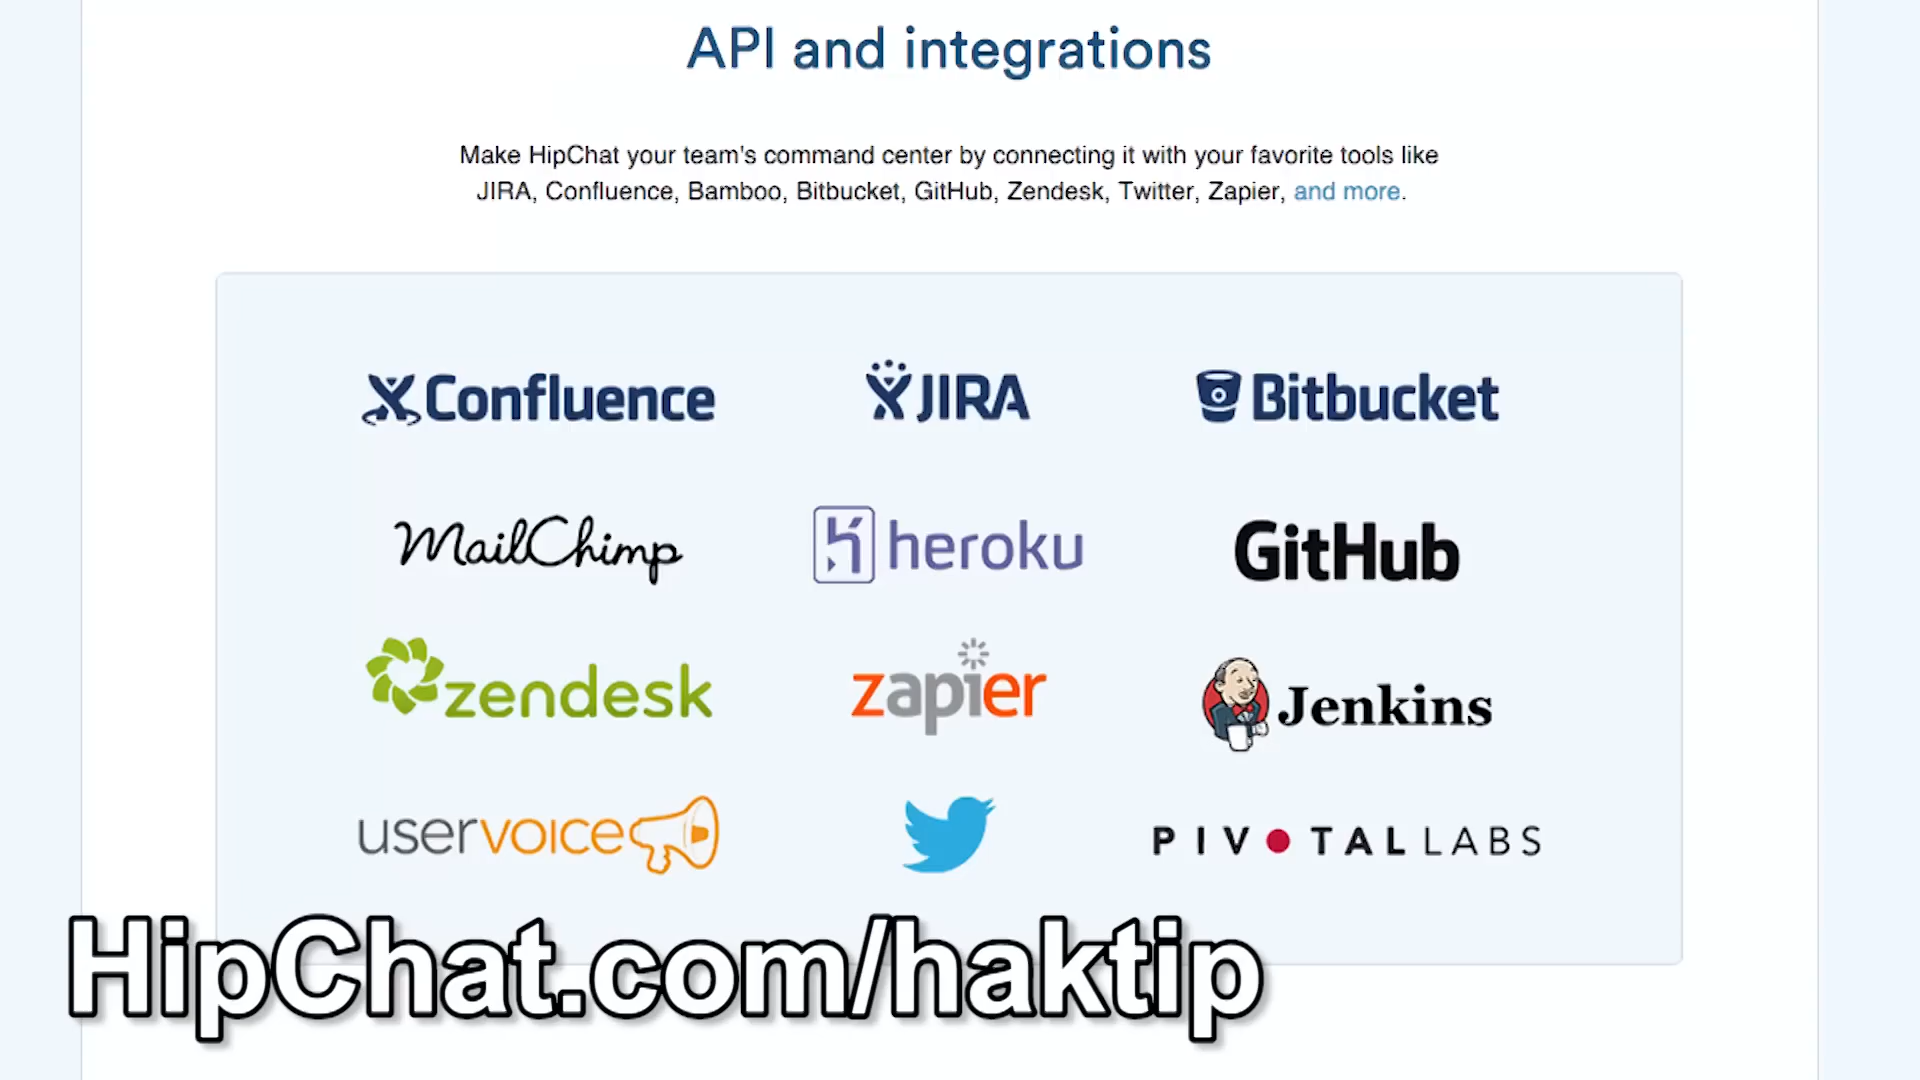 API and integrations
Make HipChat your team's command center by connecting it with your favorite tools like
JIRA, Confluence, Bamboo, Bitbucket, GitHub, Zendesk, Twitter, Zapier, and more.
Confluence JIRA Bitbucket
MailChimp heroku GitHub
zendesk zapier Jenkins
uservoice PIVOTAL LABS
HipChat.com/haktip